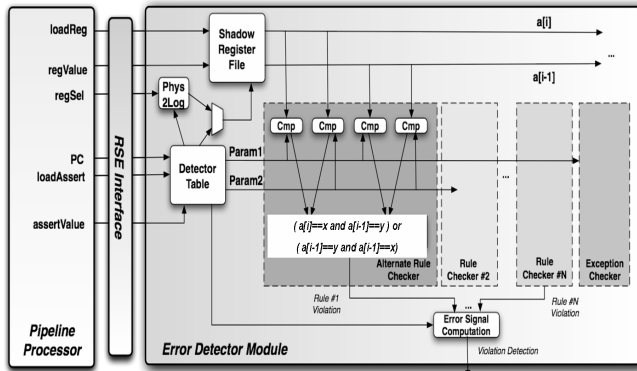 loadReg
regValue
regSel
PC
loadAssert
assertValue
Pipeline
Processor
RSE Interface
Phys
2Log
Shadow
Register
File
Detector
Table
a[i]
...
a[i-1]
Cmp
Cmp
Cmp
Cmp
Param1
Param2
...
( a[i]==x and a[i-1]==y ) or
( a[i-1]==y and a[i-1]==x)
Alternate Rule
Checker
Rule
Checker #2
Rule
Checker #N
Exception
Checker
Rule #1
Violation
...
Rule #N
Violation
Error Signal
Computation
Violation Detection
Error Detector Module